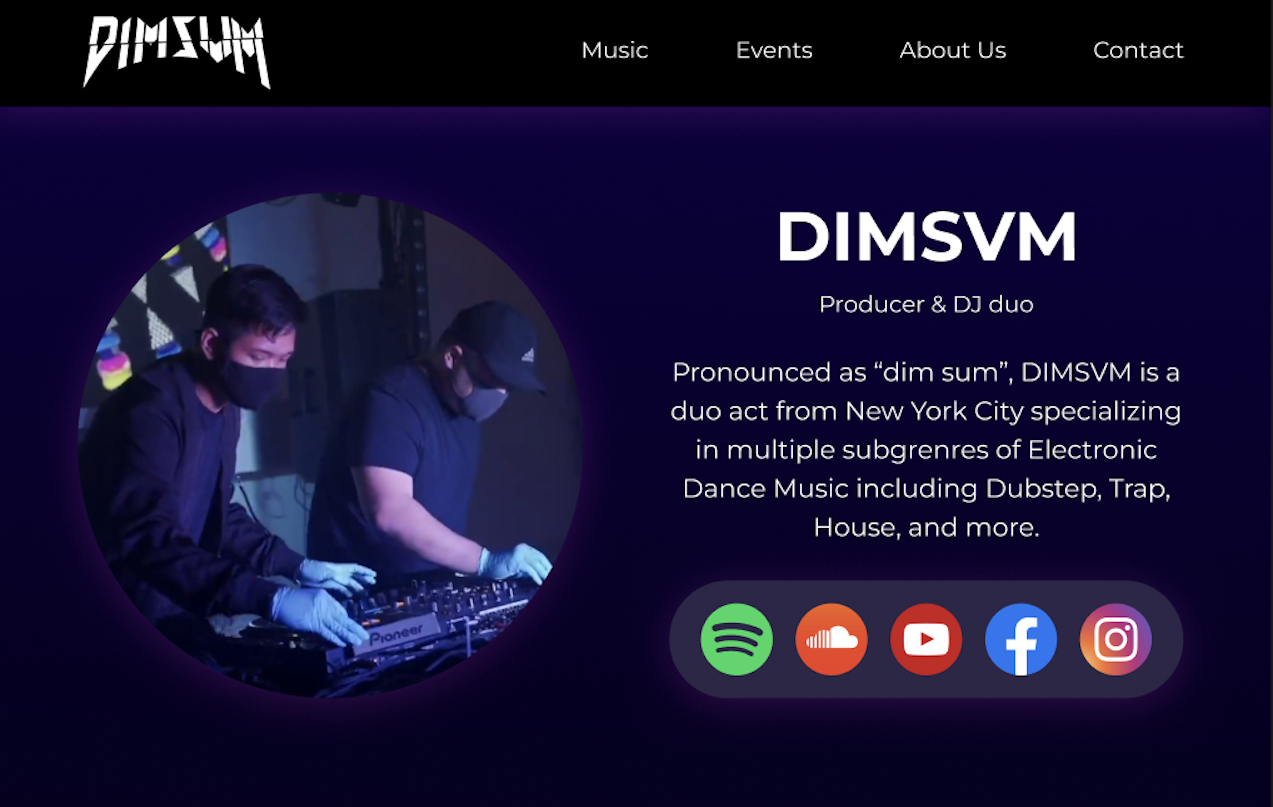 DIMSVM
Music
Events
About Us
Contact
DIMSVM
Producer & DJ duo
Pronounced as “dim sum”, DIMSVM is a
duo act from New York City specializing
in multiple subgrenres of Electronic
Dance Music including Dubstep, Trap,
House, and more.
Pioneer